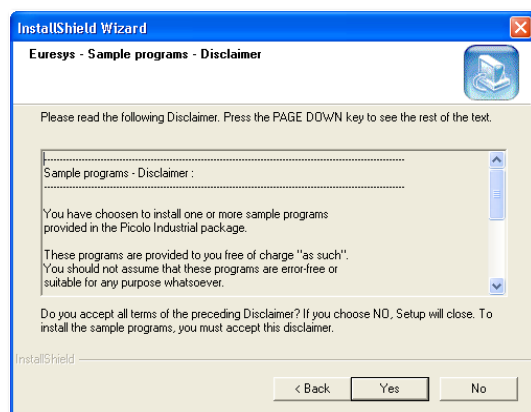 InstallShield Wizard
Euresys - Sample programs - Disclaimer
Please read the following Disclaimer. Press the PAGE DOWN key to see the rest of the text.
--------------------------------------------------------------------------------
Sample programs - Disclaimer :
--------------------------------------------------------------------------------
You have choosen to install one or more sample programs
provided in the Picolo Industrial package.
These programs are provided to you free of charge "as such".
You should not assume that these programs are error-free or
suitable for any purpose whatsoever.
Do you accept all terms of the preceding Disclaimer? If you choose NO, Setup will close. To
install the sample programs, you must accept this disclaimer.
InstallShield
< Back Yes No